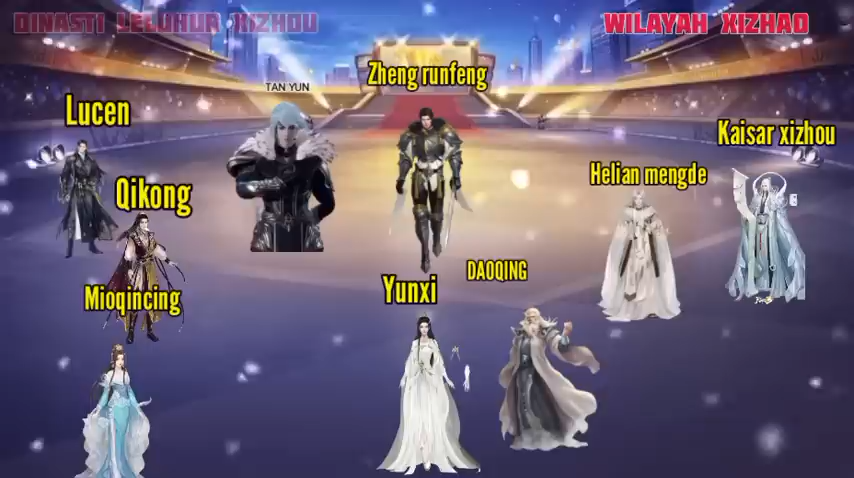 DINASTI LELUHUR XIZHOU
WILAYAH XIZHAO
Zheng runfeng
TAN YUN
Lucen
Kaisar xizhou
Helian mengde
Qikong
DAOQING
Yunxi
Mioqincing